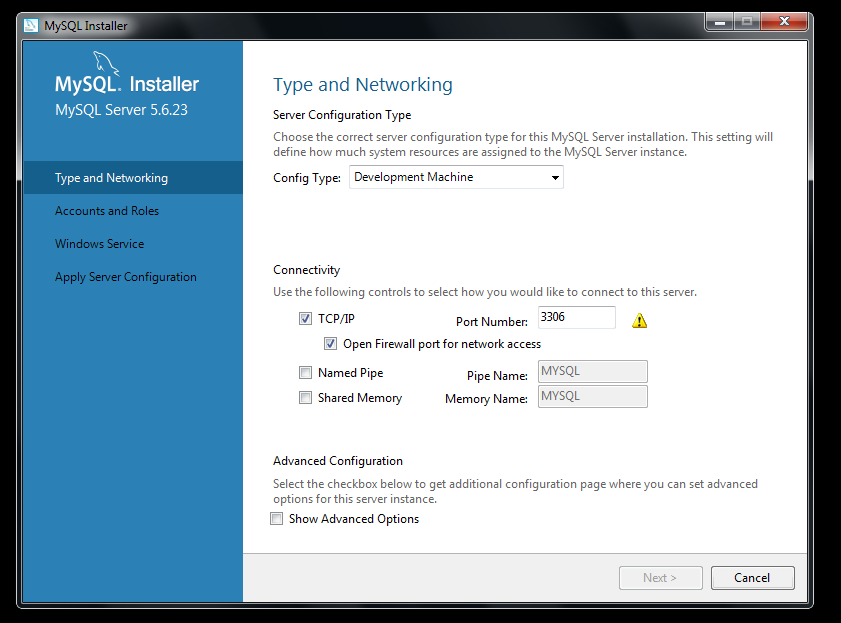 MySQL Installer
MySQL. Installer
MySQL Server 5.6.23
Type and Networking
Accounts and Roles
Windows Service
Apply Server Configuration
Type and Networking
Server Configuration Type
Choose the correct server configuration type for this MySQL Server installation. This setting will
define how much system resources are assigned to the MySQL Server instance.
Config Type: Development Machine
Connectivity
Use the following controls to select how you would like to connect to this server.
TCP/IP Port Number: 3306
Open Firewall port for network access
Named Pipe Pipe Name: MYSQL
Shared Memory Memory Name: MYSQL
Advanced Configuration
Select the checkbox below to get additional configuration page where you can set advanced
options for this server instance.
Show Advanced Options
Next > Cancel